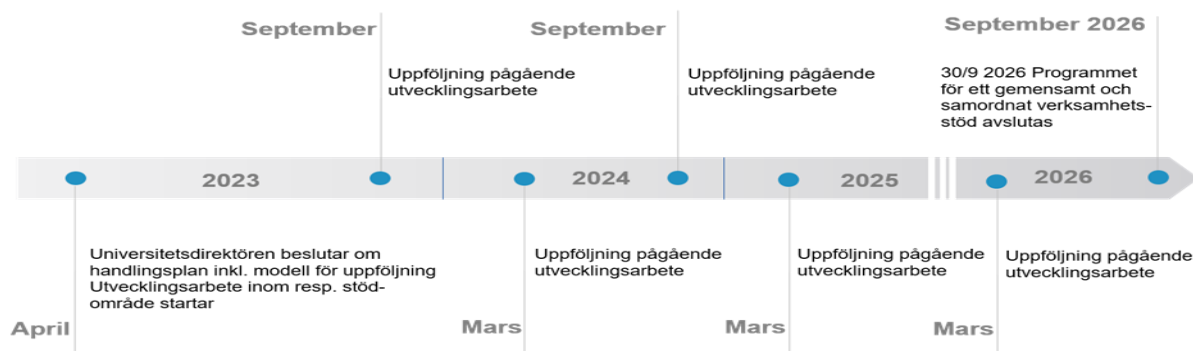 September
Uppföljning pågående
utvecklingsarbete
September
Uppföljning pågående
utvecklingsarbete
September 2026
30/9 2026 Programmet
för ett gemensamt och
samordnat verksamhets-
stöd avslutas
2023
2024
2025
2026
April
Universitetsdirektören beslutar om
handlingsplan inkl. modell för uppföljning
Utvecklingsarbete inom resp. stöd-
område startar
Mars
Uppföljning pågående
utvecklingsarbete
Mars
Uppföljning pågående
utvecklingsarbete
Mars
Uppföljning pågående
utvecklingsarbete